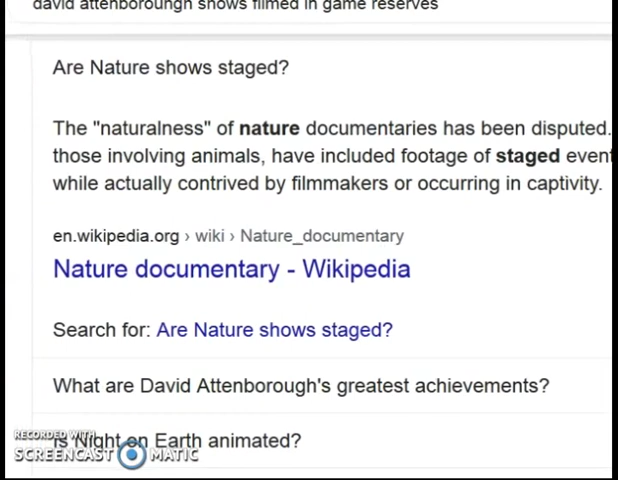 david attenborough shows filmed in game reserves
Are Nature shows staged?
The "naturalness" of nature documentaries has been disputed.
those involving animals, have included footage of staged event
while actually contrived by filmmakers or occurring in captivity.
en.wikipedia.org › wiki › Nature_documentary
Nature documentary - Wikipedia
Search for: Are Nature shows staged?
What are David Attenborough's greatest achievements?
Is Night on Earth animated?
RECORDED WITH
SCREENCAST MATIC